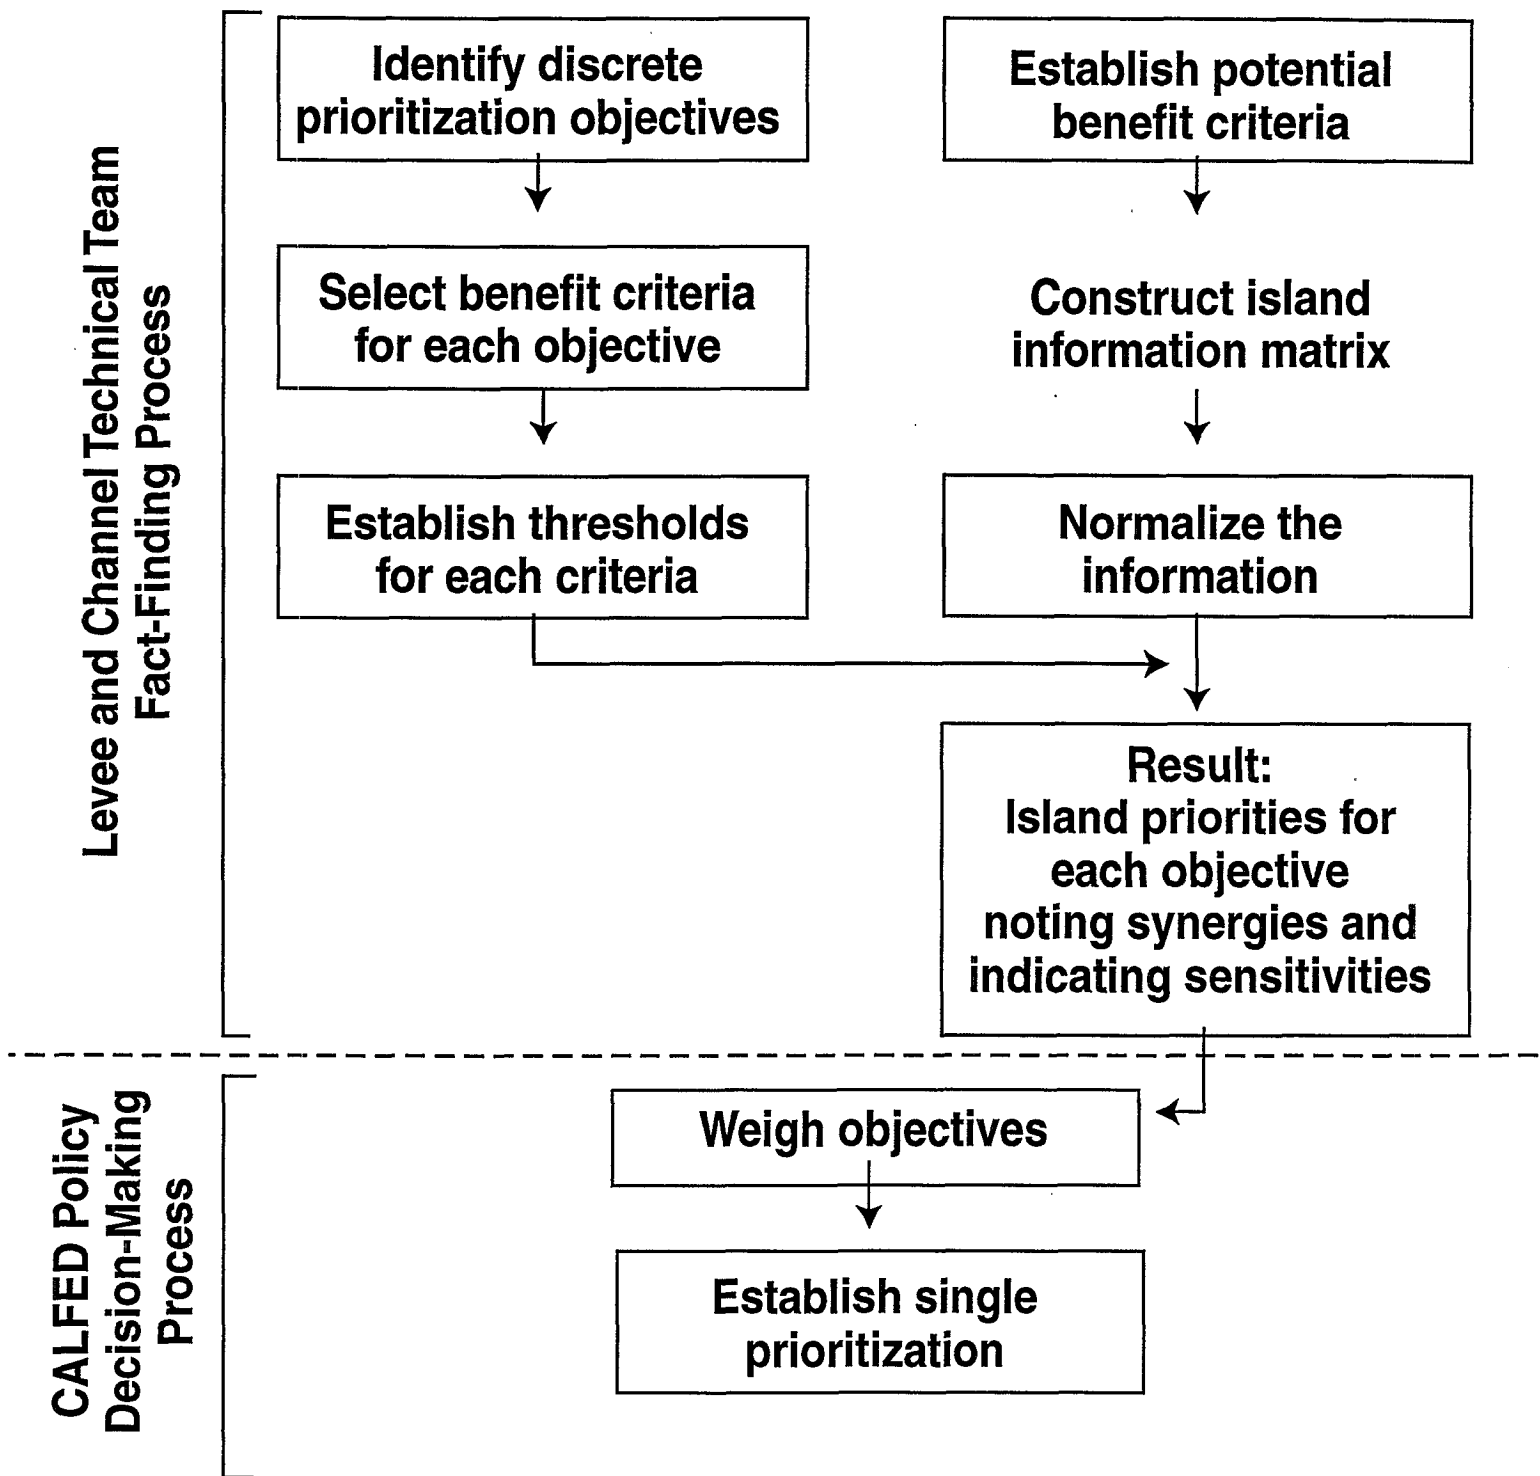 Levee and Channel Technical Team
Fact-Finding Process
Identify discrete
prioritization objectives
Establish potential
benefit criteria
Select benefit criteria
for each objective
Construct island
information matrix
Establish thresholds
for each criteria
Normalize the
information
Result:
Island priorities for
each objective
noting synergies and
indicating sensitivities
CALFED Policy
Decision-Making
Process
Weigh objectives
Establish single
prioritization